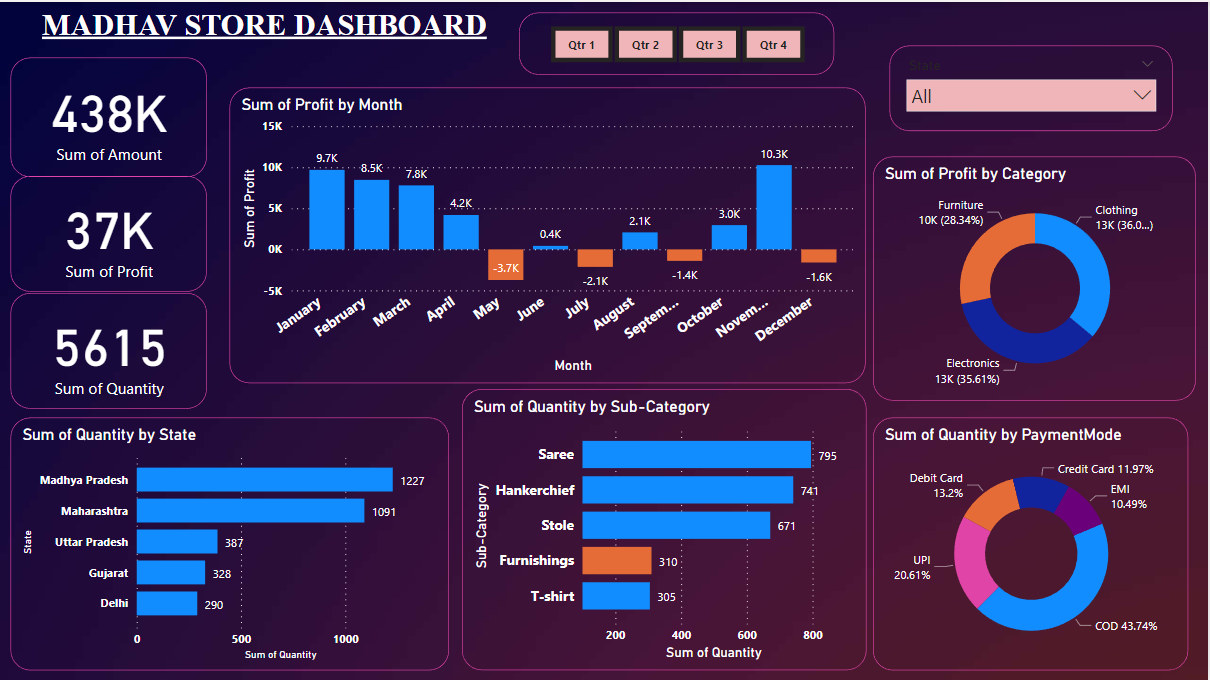 MADHAV STORE DASHBOARD
Qtr 1
Qtr 2
Qtr 3
Qtr 4
State
All
438K
Sum of Amount
37K
Sum of Profit
5615
Sum of Quantity
Sum of Profit by Month
15K
10K
5K
0K
-5K
Sum of Profit
9.7K
8.5K
7.8K
4.2K
-3.7K
0.4K
-2.1K
2.1K
-1.4K
3.0K
10.3K
-1.6K
January
February
March
April
May
June
July
August
Septem...
October
Novem...
December
Month
Sum of Profit by Category
Furniture
10K (28.34%)
Clothing
13K (36.0...)
Electronics
13K (35.61%)
Sum of Quantity by State
State
Madhya Pradesh
1227
Maharashtra
1091
Uttar Pradesh
387
Gujarat
328
Delhi
290
0
500
1000
Sum of Quantity
Sum of Quantity by Sub-Category
Sub-Category
Saree
795
Hankerchief
741
Stole
671
Furnishings
310
T-shirt
305
200
400
600
800
Sum of Quantity
Sum of Quantity by PaymentMode
Debit Card
13.2%
Credit Card 11.97%
EMI
10.49%
UPI
20.61%
COD 43.74%